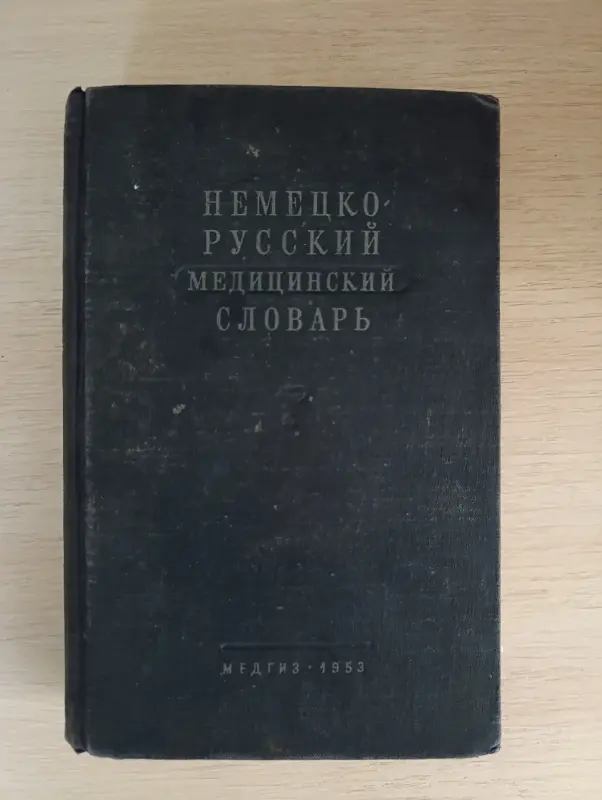 НЕМЕЦКО-
РУССКИЙ
МЕДИЦИНСКИЙ
СЛОВАРЬ
МЕДГИЗ · 1953